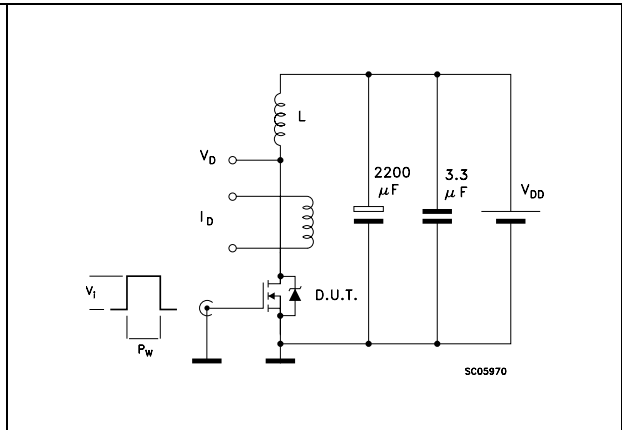 L
V_D
2200
μF
3.3
μF
V_DD
I_D
V_i
D.U.T.
P_W
SC05970